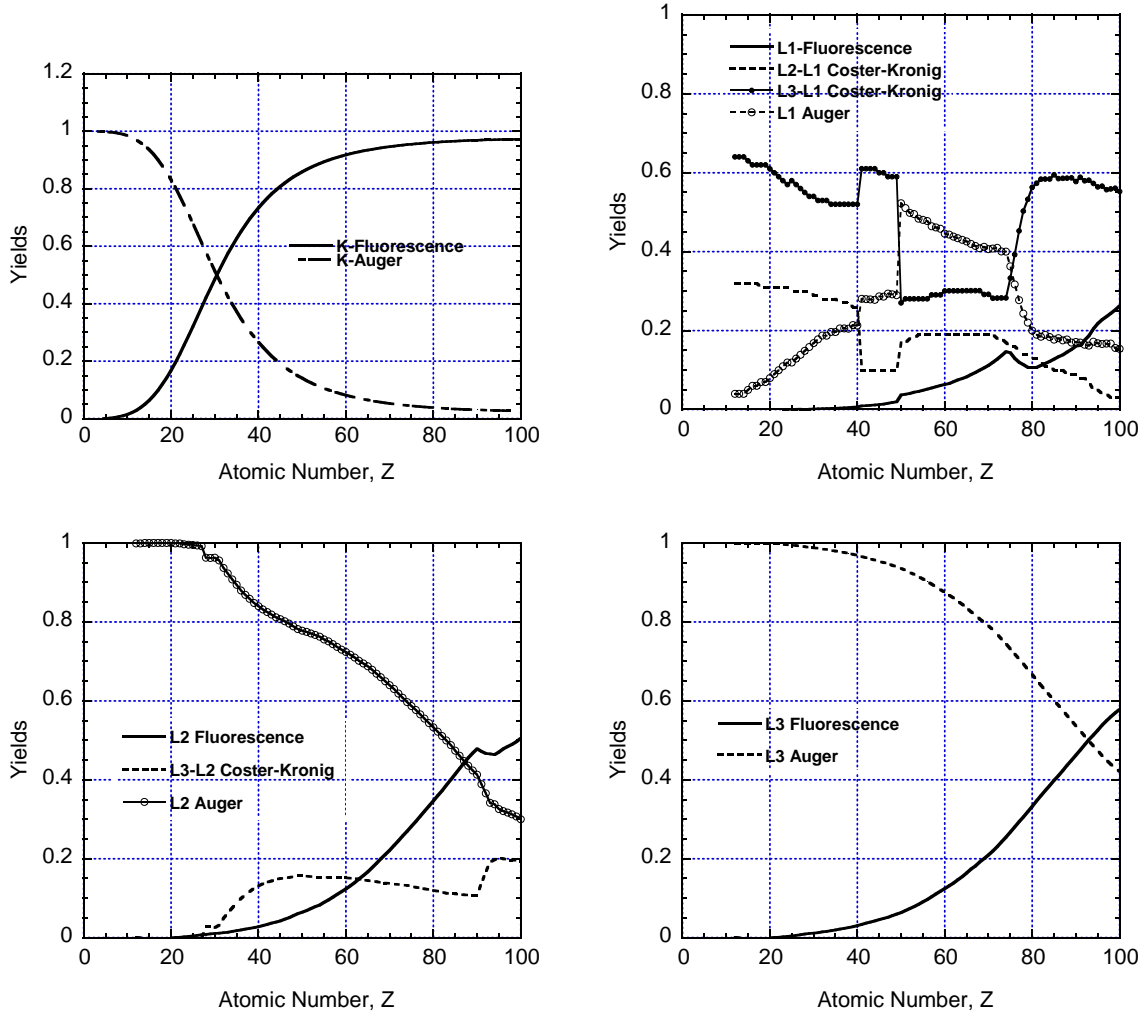 1.2
1
0.8
0.6
0.4
0.2
0
Yields
K-Fluorescence
K-Auger
0 20 40 60 80 100
Atomic Number, Z
1
0.8
0.6
0.4
0.2
0
Yields
L1-Fluorescence
L2-L1 Coster-Kronig
L3-L1 Coster-Kronig
L1 Auger
0 20 40 60 80 100
Atomic Number, Z
1
0.8
0.6
0.4
0.2
0
Yields
L2 Fluorescence
L3-L2 Coster-Kronig
L2 Auger
0 20 40 60 80 100
Atomic Number, Z
1
0.8
0.6
0.4
0.2
0
Yields
L3 Fluorescence
L3 Auger
0 20 40 60 80 100
Atomic Number, Z